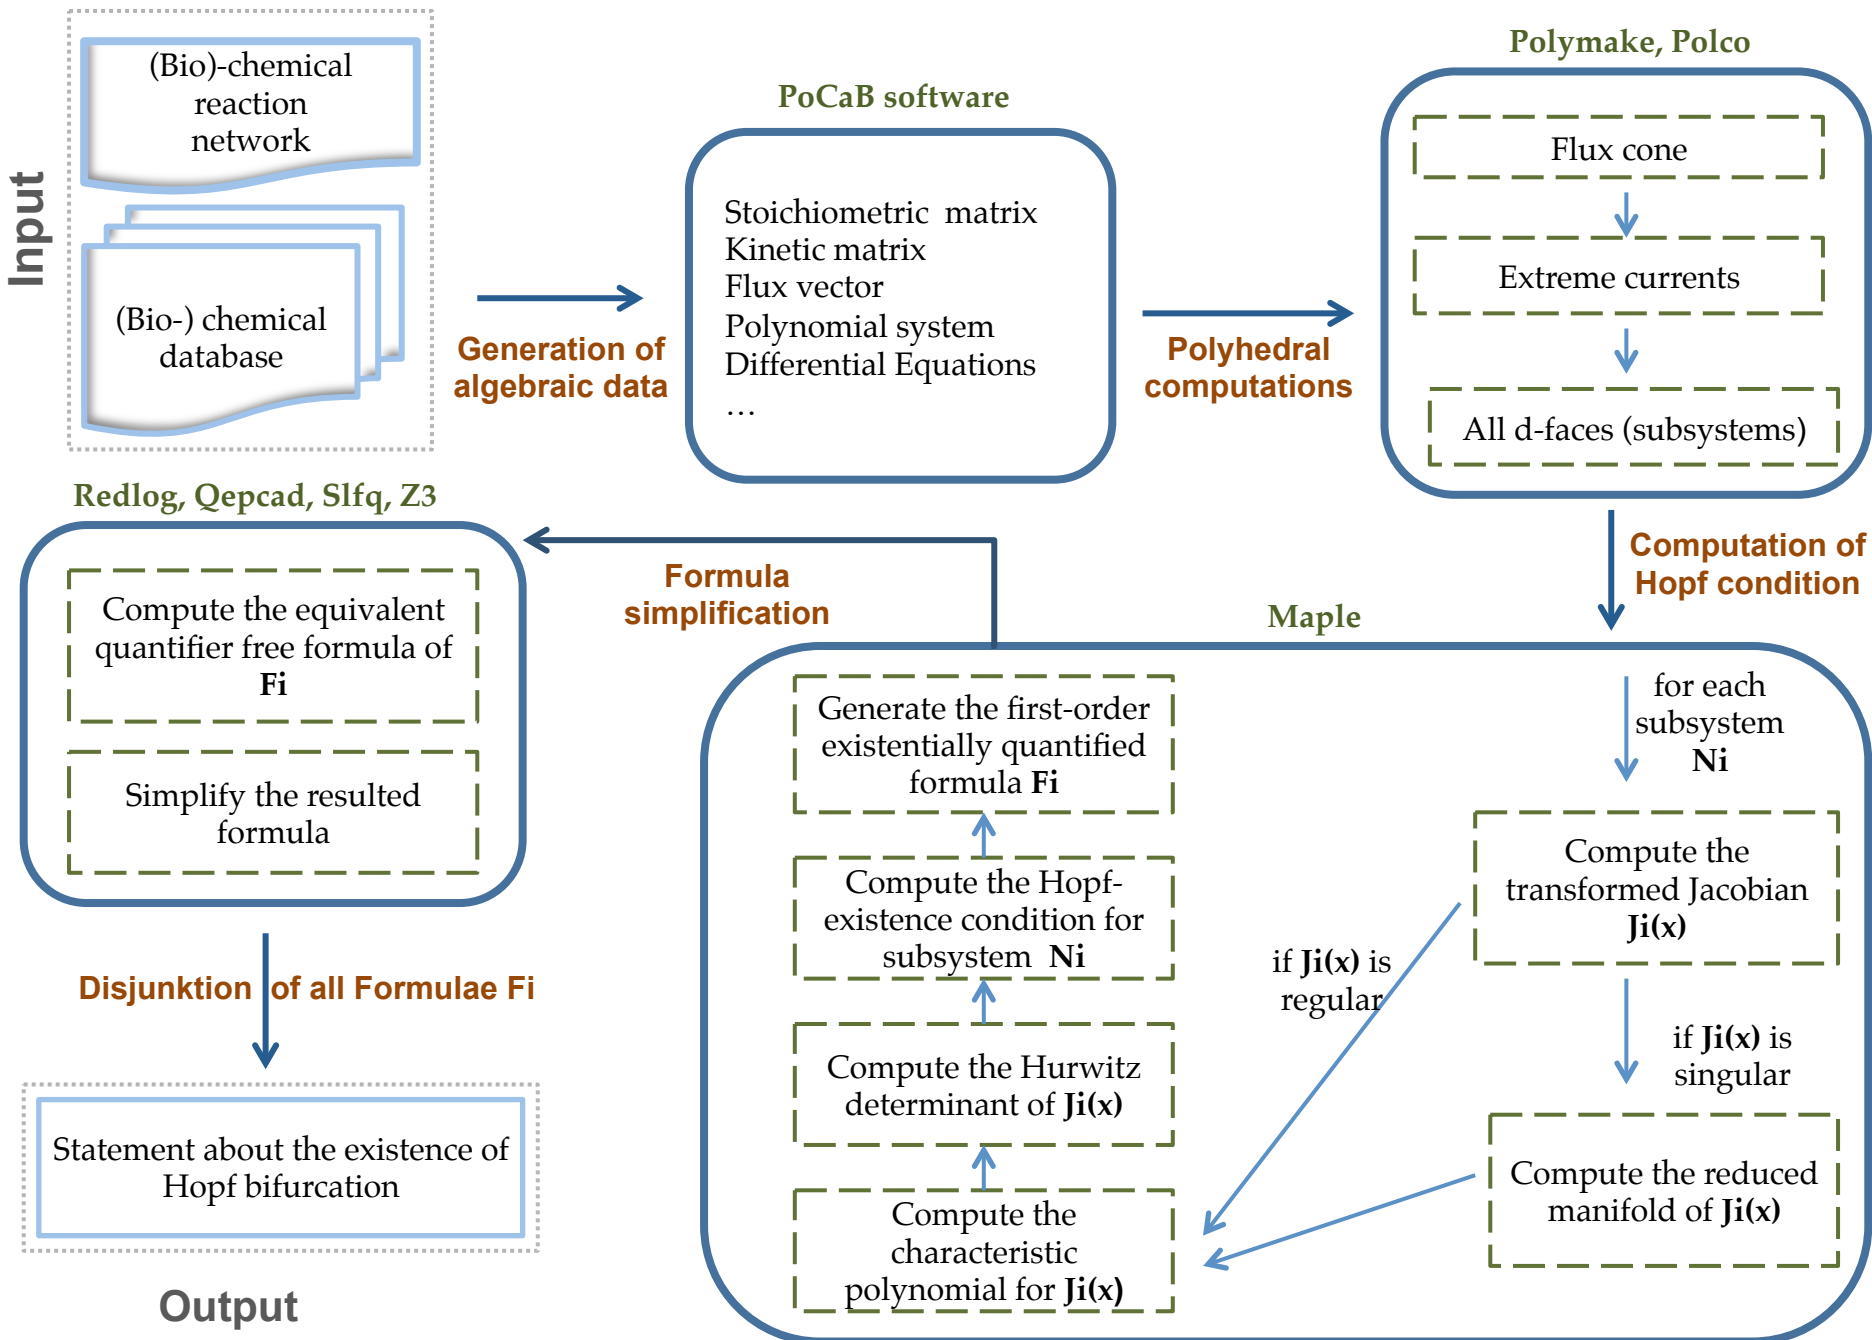 Input
(Bio)-chemical
reaction
network
(Bio-) chemical
database
Generation of
algebraic data
PoCaB software
Stoichiometric matrix
Kinetic matrix
Flux vector
Polynomial system
Differential Equations
…
Polyhedral
computations
Polymake, Polco
Flux cone
Extreme currents
All d-faces (subsystems)
Computation of
Hopf condition
Maple
for each
subsystem
Ni
Compute the
transformed Jacobian
Ji(x)
if Ji(x) is
regular
if Ji(x) is
singular
Compute the reduced
manifold of Ji(x)
Compute the
characteristic
polynomial for Ji(x)
Compute the Hurwitz
determinant of Ji(x)
Compute the Hopf-
existence condition for
subsystem Ni
Generate the first-order
existentially quantified
formula Fi
Formula
simplification
Redlog, Qepcad, Slfq, Z3
Compute the equivalent
quantifier free formula of
Fi
Simplify the resulted
formula
Disjunktion of all Formulae Fi
Statement about the existence of
Hopf bifurcation
Output